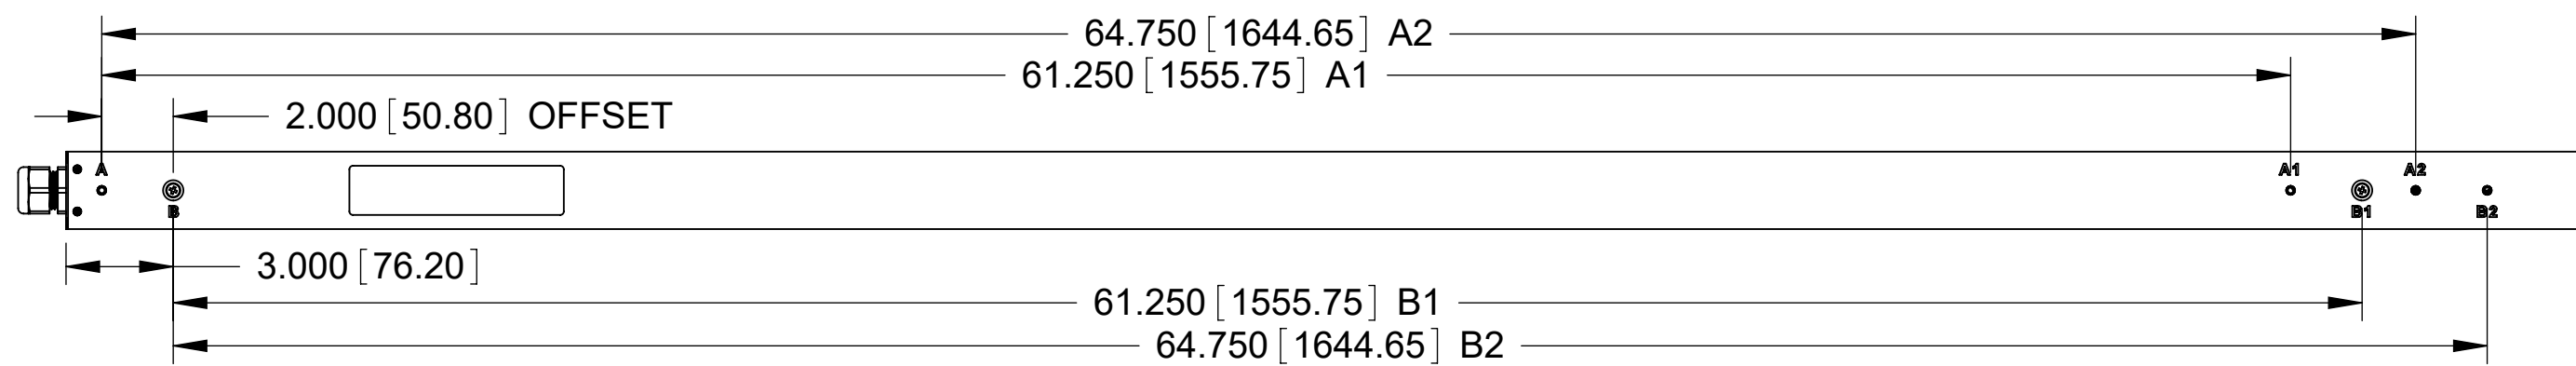 64.750 [1644.65] A2
61.250 [1555.75] A1
2.000 [50.80] OFFSET
A A1 A2
B B1 B2
3.000 [76.20]
61.250 [1555.75] B1
64.750 [1644.65] B2